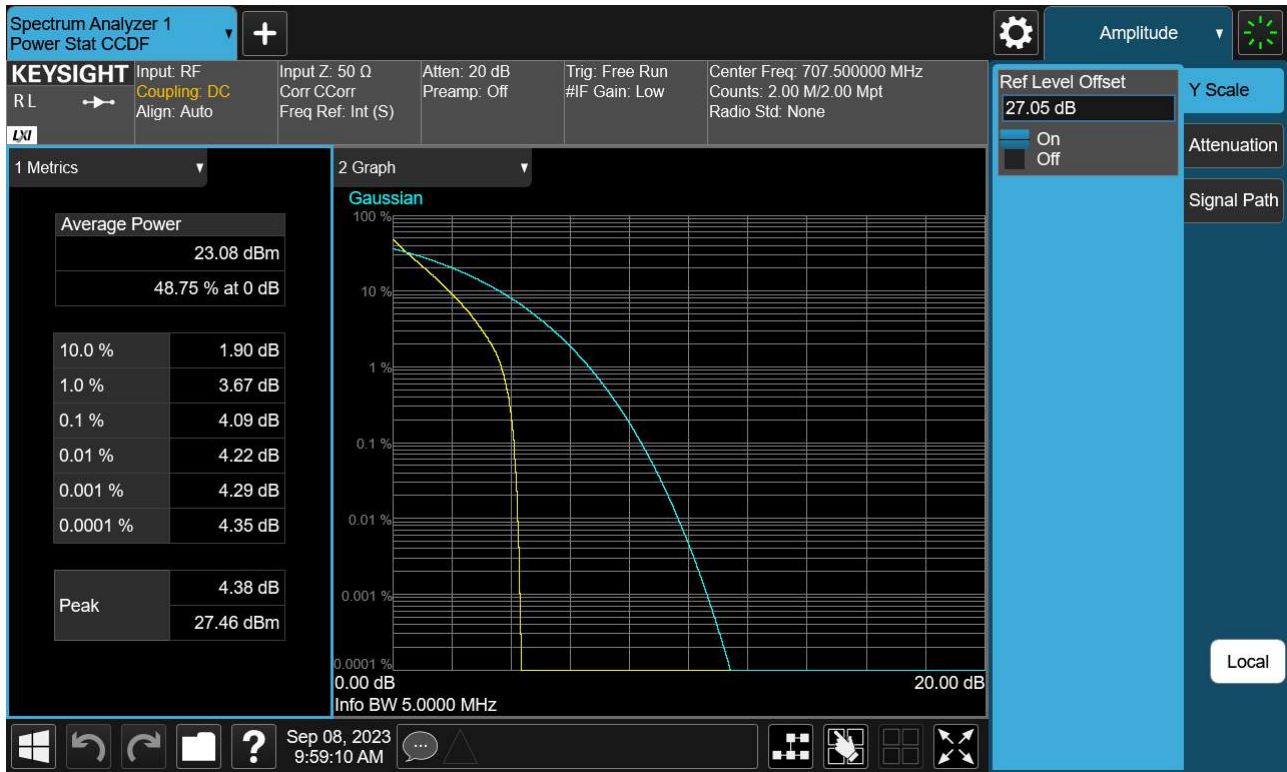 Spectrum Analyzer 1
Power Stat CCDF
▼
+
Amplitude
▼
KEYSIGHT
RL
LXI
Input: RF
Coupling: DC
Align: Auto
Input Z: 50 Ω
Corr CCorr
Freq Ref: Int (S)
Atten: 20 dB
Preamp: Off
Trig: Free Run
#IF Gain: Low
Center Freq: 707.500000 MHz
Counts: 2.00 M/2.00 Mpt
Radio Std: None
Ref Level Offset
27.05 dB
On
Off
Y Scale
Attenuation
Signal Path
Local
1 Metrics ▼
Average Power
23.08 dBm
48.75 % at 0 dB
10.0 % 1.90 dB
1.0 % 3.67 dB
0.1 % 4.09 dB
0.01 % 4.22 dB
0.001 % 4.29 dB
0.0001 % 4.35 dB
Peak
4.38 dB
27.46 dBm
2 Graph ▼
Gaussian
100 %
10 %
1 %
0.1 %
0.01 %
0.001 %
0.0001 %
0.00 dB 20.00 dB
Info BW 5.0000 MHz
?
Sep 08, 2023
9:59:10 AM